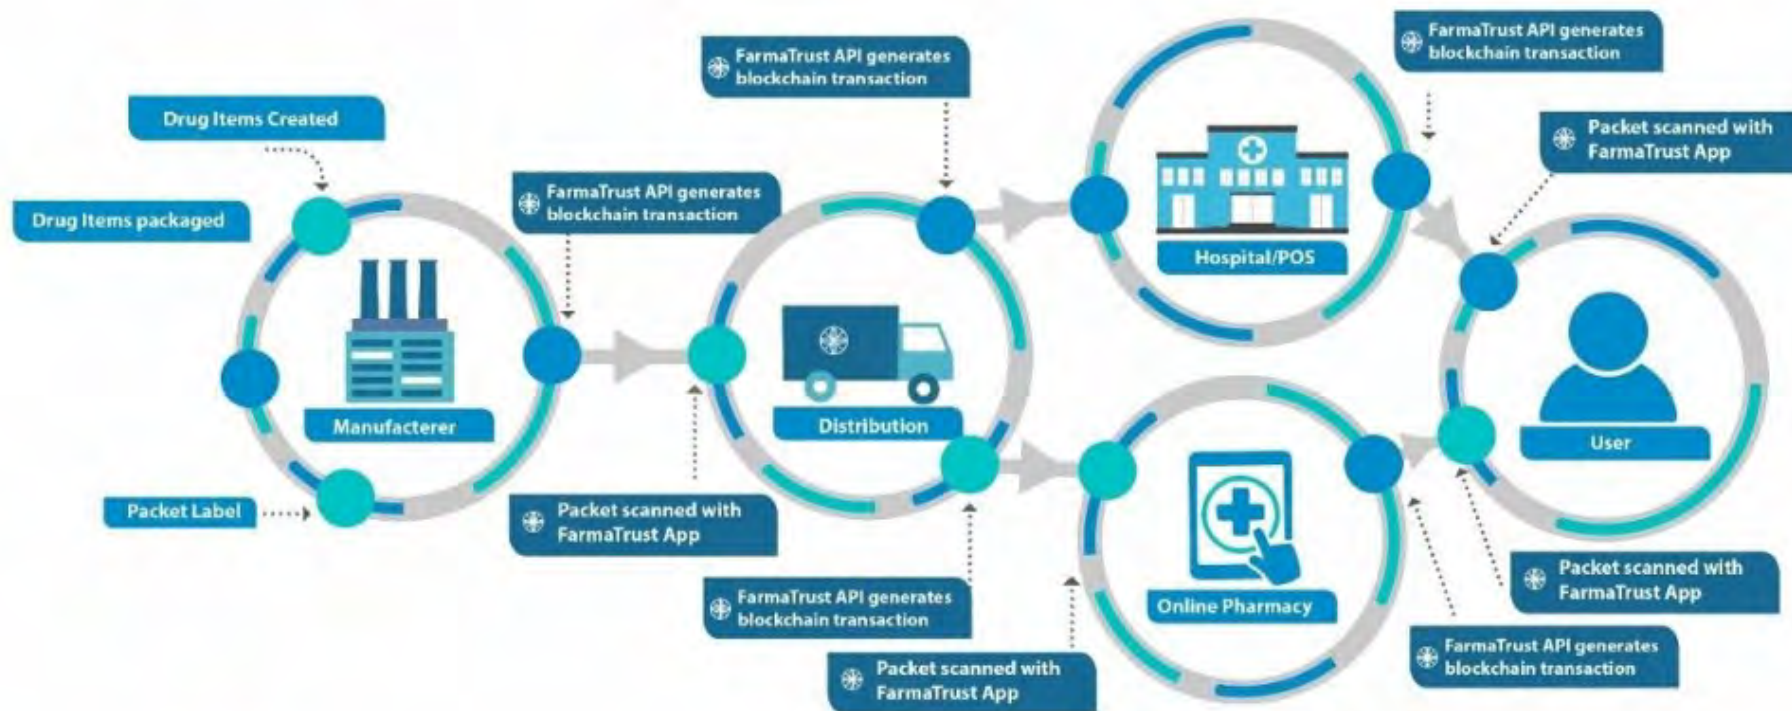 Drug Items Created
Drug Items packaged
Packet Label
Manufacterer
FarmaTrust API generates
blockchain transaction
Packet scanned with
FarmaTrust App
FarmaTrust API generates
blockchain transaction
Distribution
FarmaTrust API generates
blockchain transaction
Packet scanned with
FarmaTrust App
Hospital/POS
FarmaTrust API generates
blockchain transaction
Packet scanned with
FarmaTrust App
Online Pharmacy
User
Packet scanned with
FarmaTrust App
FarmaTrust API generates
blockchain transaction